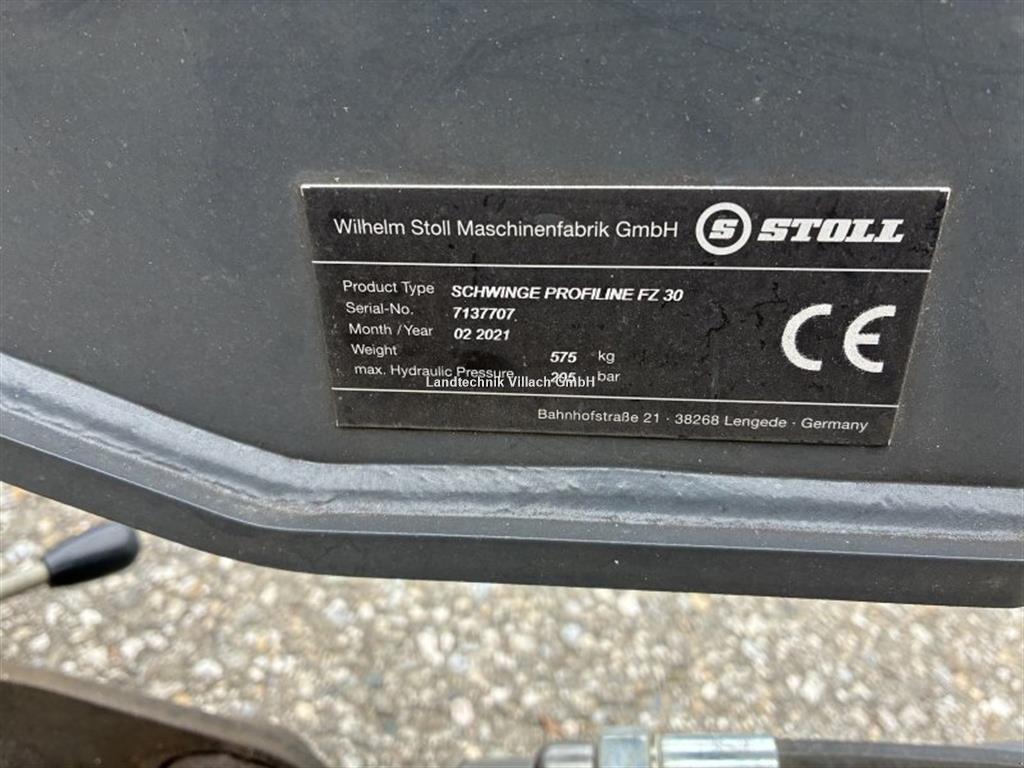 Wilhelm Stoll Maschinenfabrik GmbH S STOLL
Product Type SCHWINGE PROFILINE FZ 30
Serial-No. 7137707
Month / Year 02 2021
Weight 575 kg
max. Hydraulic Pressure 205 bar
Landtechnik Villach GmbH
CE
Bahnhofstraße 21 · 38268 Lengede · Germany